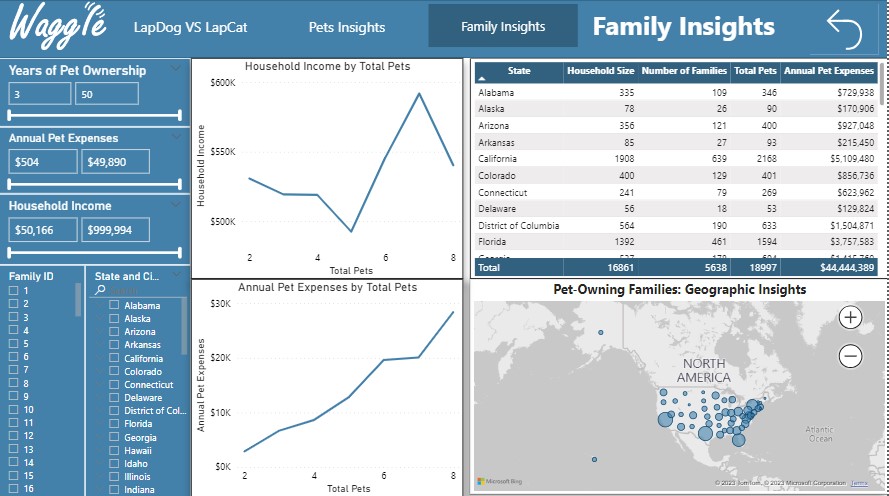 Waggle
LapDog VS LapCat
Pets Insights
Family Insights
Family Insights
Years of Pet Ownership
3 50
Annual Pet Expenses
$504 $49,890
Household Income
$50,166 $999,994
Family ID
1
2
3
4
5
6
7
8
9
10
11
12
13
14
15
16
State and Ci...
Alabama
Alaska
Arizona
Arkansas
California
Colorado
Connecticut
Delaware
District of Col...
Florida
Georgia
Hawaii
Idaho
Illinois
Indiana
Household Income by Total Pets
Household Income
$600K
$550K
$500K
2 4 6 8
Total Pets
Annual Pet Expenses by Total Pets
Annual Pet Expenses
$30K
$20K
$10K
$0K
2 4 6 8
Total Pets
State Household Size Number of Families Total Pets Annual Pet Expenses
Alabama 335 109 346 $729,938
Alaska 78 26 90 $170,906
Arizona 356 121 400 $927,048
Arkansas 85 27 93 $215,450
California 1908 639 2168 $5,109,480
Colorado 400 129 401 $856,736
Connecticut 241 79 269 $623,962
Delaware 56 18 53 $129,824
District of Columbia 564 190 633 $1,504,871
Florida 1392 461 1594 $3,757,583
Total 16861 5638 18997 $44,444,389
Pet-Owning Families: Geographic Insights
NORTH
AMERICA
Atlantic
Ocean
Microsoft Bing
© 2023 TomTom, © 2023 Microsoft Corporation Terms